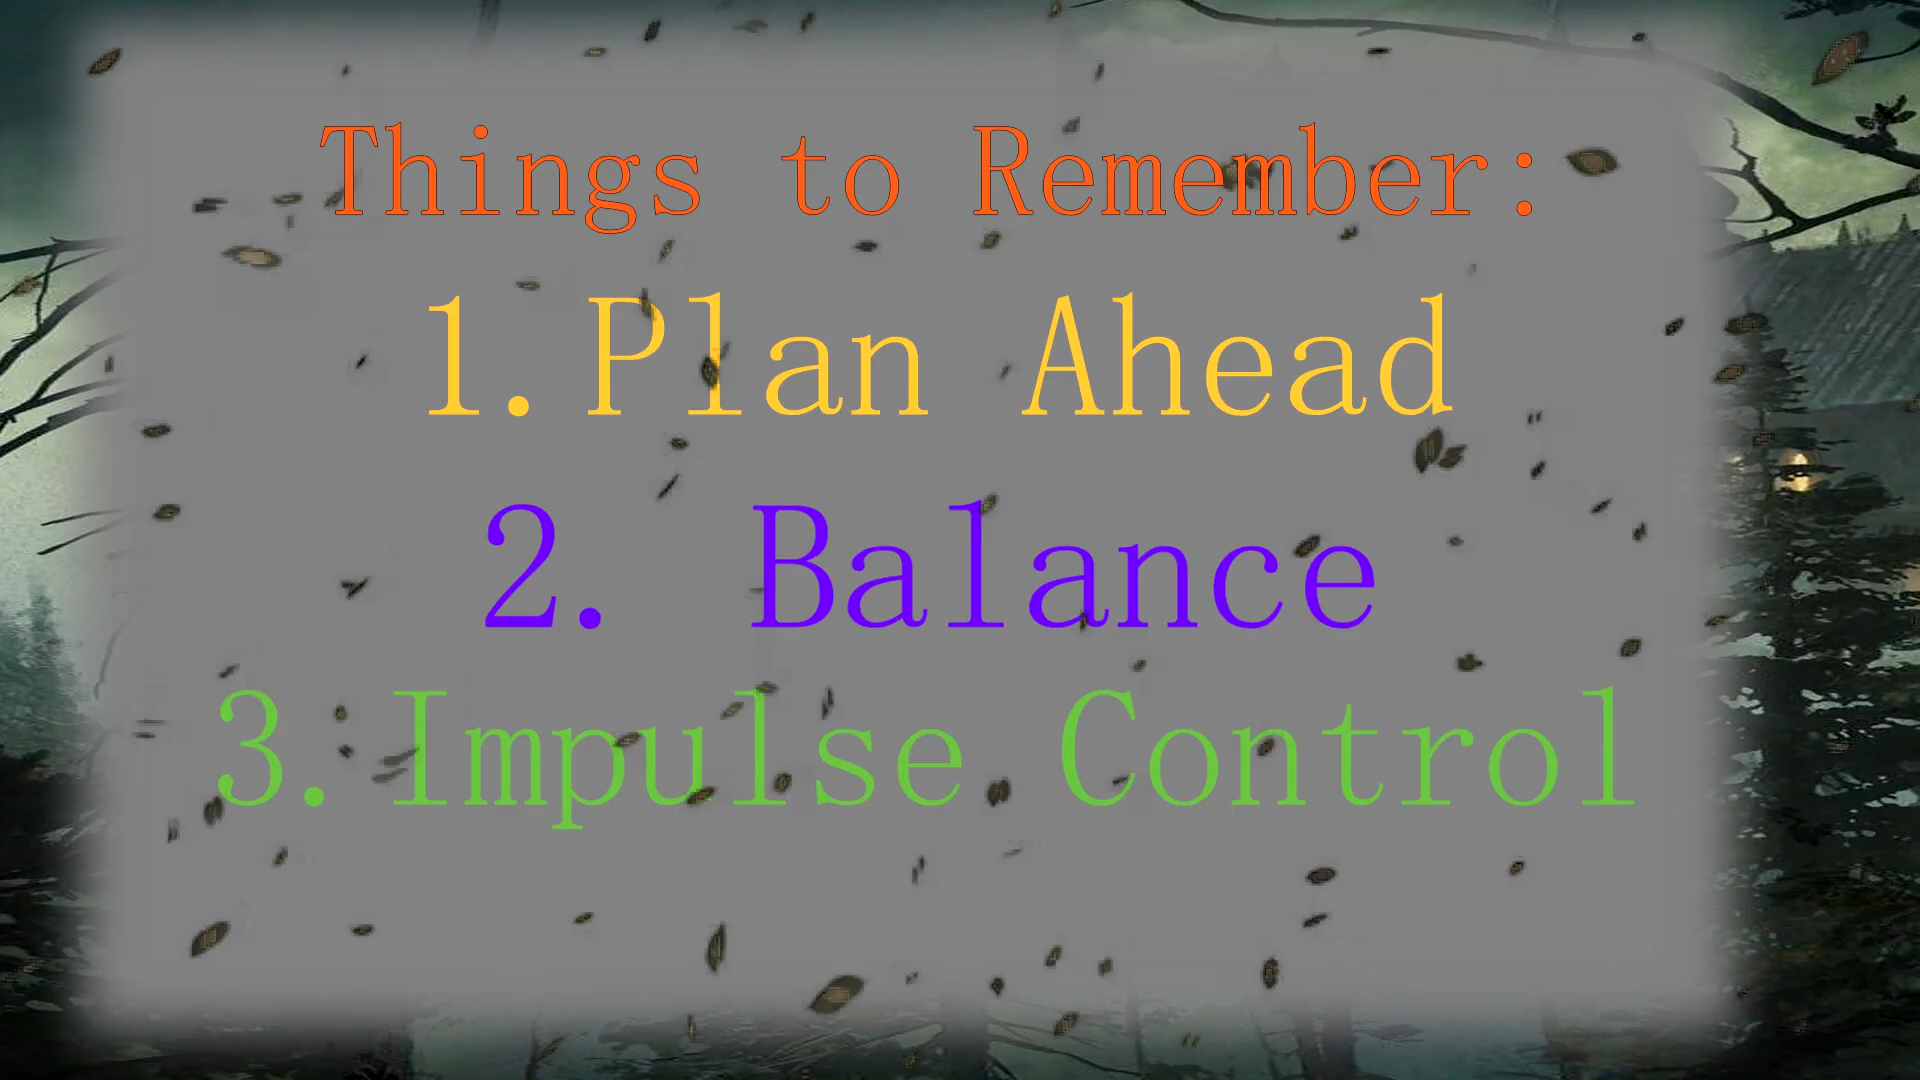 Things to Remember:
1.Plan Ahead
2. Balance
3.Impulse Control